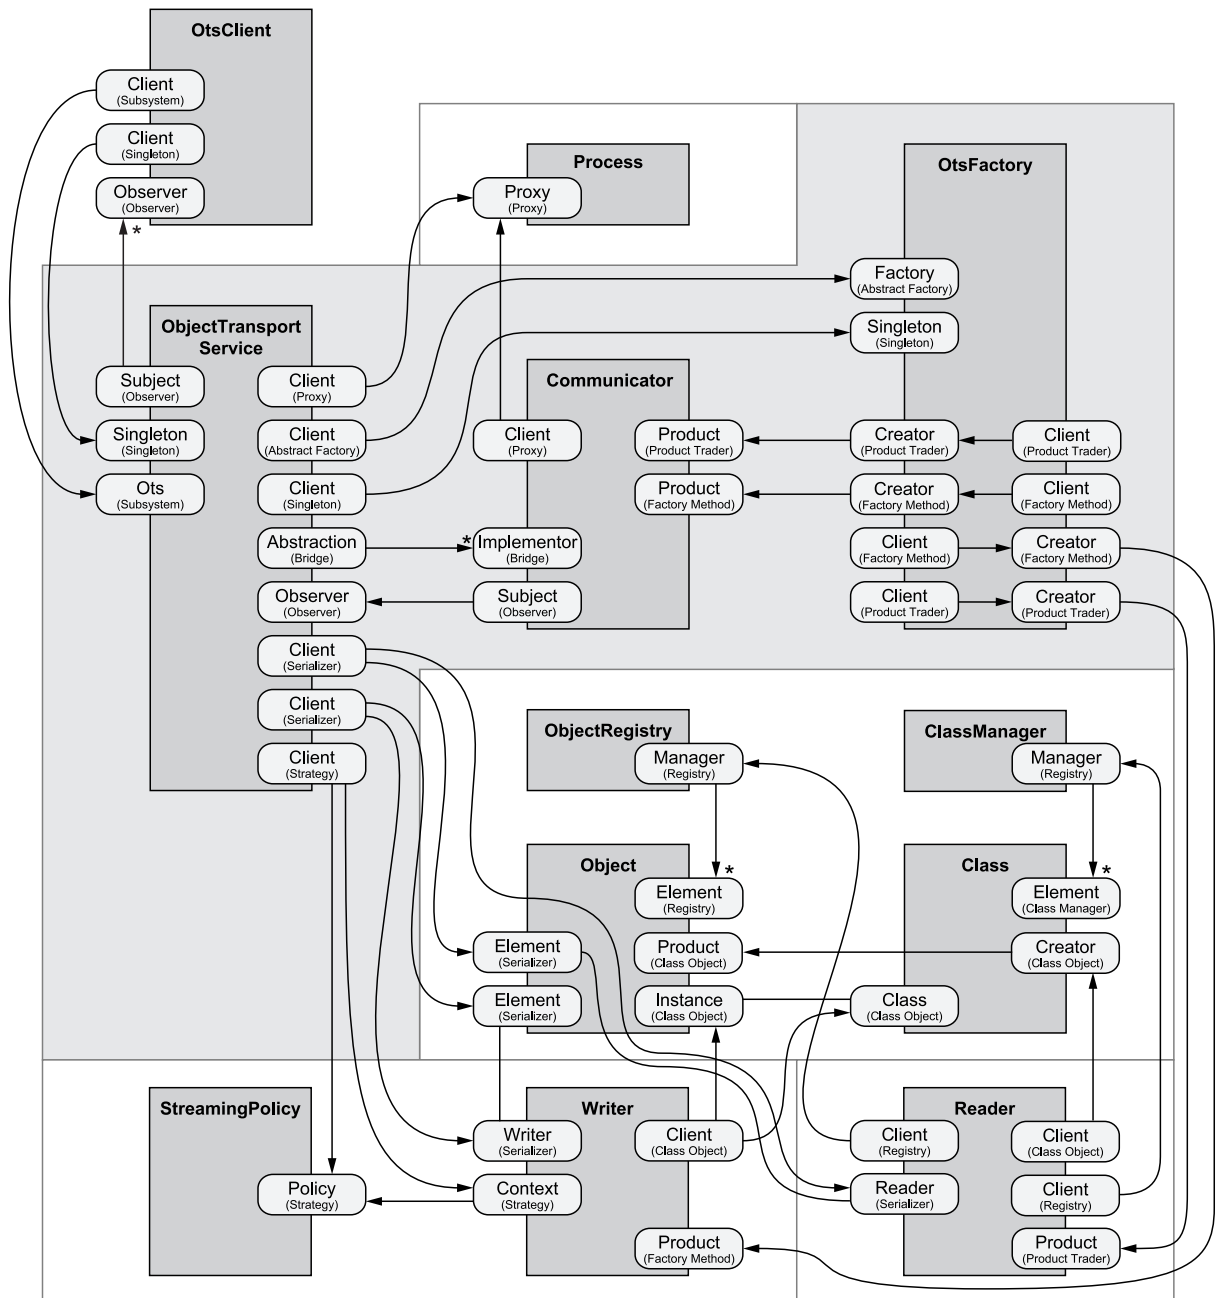 OtsClient
Client
(Subsystem)
Client
(Singleton)
Observer
(Observer)
*
Process
Proxy
(Proxy)
OtsFactory
Factory
(Abstract Factory)
Singleton
(Singleton)
Creator
(Product Trader)
Client
(Product Trader)
Creator
(Factory Method)
Client
(Factory Method)
Client
(Factory Method)
Creator
(Factory Method)
Client
(Product Trader)
Creator
(Product Trader)
ObjectTransport
Service
Subject
(Observer)
Singleton
(Singleton)
Ots
(Subsystem)
Client
(Proxy)
Client
(Abstract Factory)
Client
(Singleton)
Abstraction
(Bridge)
Observer
(Observer)
Client
(Serializer)
Client
(Serializer)
Client
(Strategy)
Communicator
Client
(Proxy)
Product
(Product Trader)
Product
(Factory Method)
*
Implementor
(Bridge)
Subject
(Observer)
ObjectRegistry
Manager
(Registry)
ClassManager
Manager
(Registry)
Object
*
Element
(Registry)
Element
(Serializer)
Product
(Class Object)
Element
(Serializer)
Instance
(Class Object)
Class
*
Element
(Class Manager)
Creator
(Class Object)
Class
(Class Object)
StreamingPolicy
Policy
(Strategy)
Writer
Writer
(Serializer)
Client
(Class Object)
Context
(Strategy)
Product
(Factory Method)
Reader
Client
(Registry)
Client
(Class Object)
Reader
(Serializer)
Client
(Registry)
Product
(Product Trader)